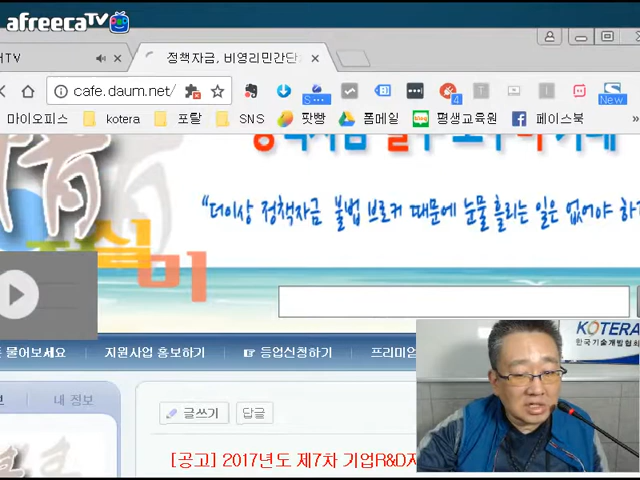 afreecaTV
TV
정책자금, 비영리민간단
cafe.daum.net/
4
S...
New
마이오피스
kotera
포탈
SNS
팟빵
폼메일
blog
평생교육원
페이스북
"더이상 정책자금 불법 브로커 때문에 눈물 흘리는 일은 없어야 하
물어보세요
지원사업 홍보하기
☞ 등업신청하기
프리미엄
내 정보
글쓰기
답글
KOTERA
한국기술개발협회
[공고] 2017년도 제7차 기업R&D지